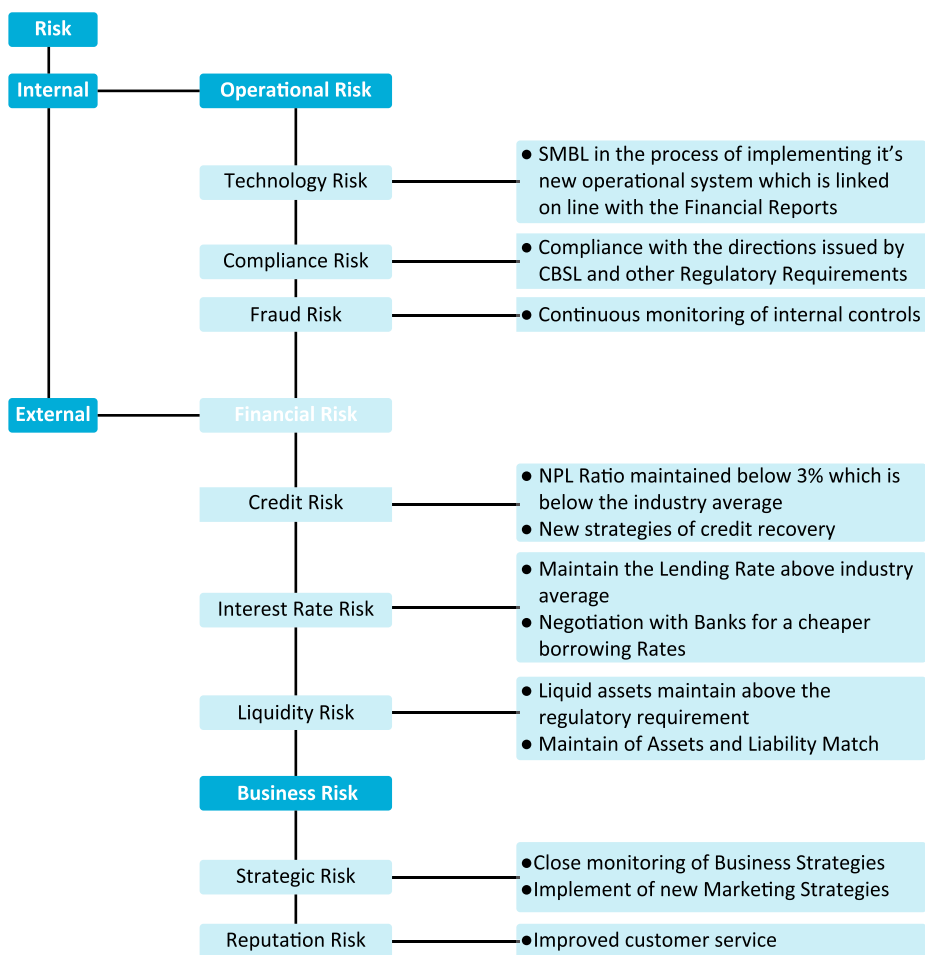 Risk
Internal
Operational Risk
Technology Risk
● SMBL in the process of implementing it’s
new operational system which is linked
on line with the Financial Reports
Compliance Risk
● Compliance with the directions issued by
CBSL and other Regulatory Requirements
Fraud Risk
● Continuous monitoring of internal controls
External
Financial Risk
Credit Risk
● NPL Ratio maintained below 3% which is
below the industry average
● New strategies of credit recovery
Interest Rate Risk
● Maintain the Lending Rate above industry
average
● Negotiation with Banks for a cheaper
borrowing Rates
Liquidity Risk
● Liquid assets maintain above the
regulatory requirement
● Maintain of Assets and Liability Match
Business Risk
Strategic Risk
●Close monitoring of Business Strategies
●Implement of new Marketing Strategies
Reputation Risk
●Improved customer service